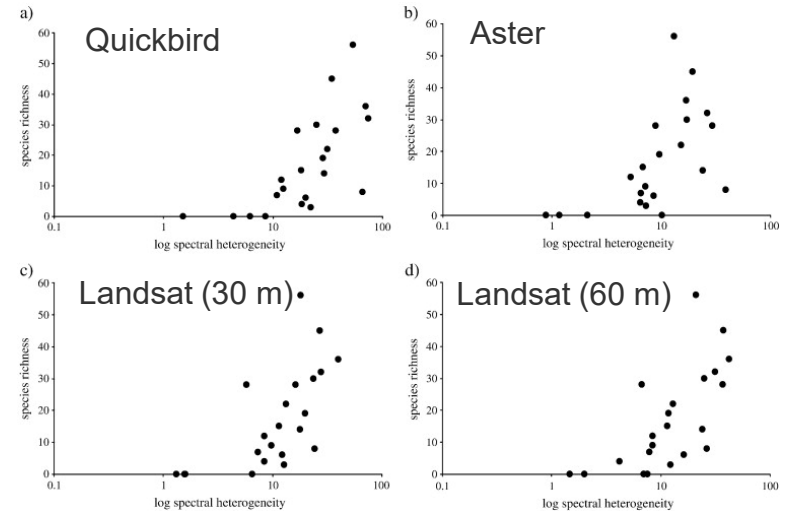 a)
Quickbird
60
50
40
30
20
10
0
species richness
0.1 1 10 100
log spectral heterogeneity
b)
Aster
60
50
40
30
20
10
0
species richness
0.1 1 10 100
log spectral heterogeneity
c)
Landsat (30 m)
60
50
40
30
20
10
0
species richness
0.1 1 10 100
log spectral heterogeneity
d)
Landsat (60 m)
60
50
40
30
20
10
0
species richness
0.1 1 10 100
log spectral heterogeneity